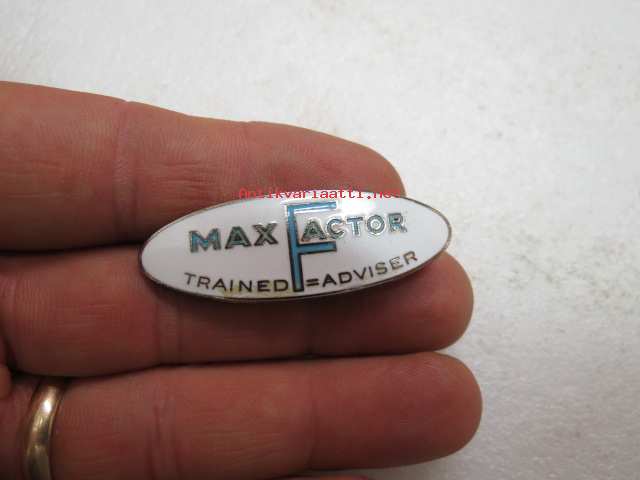 Antikvariaatti.net
MAX FACTOR
TRAINED = ADVISER